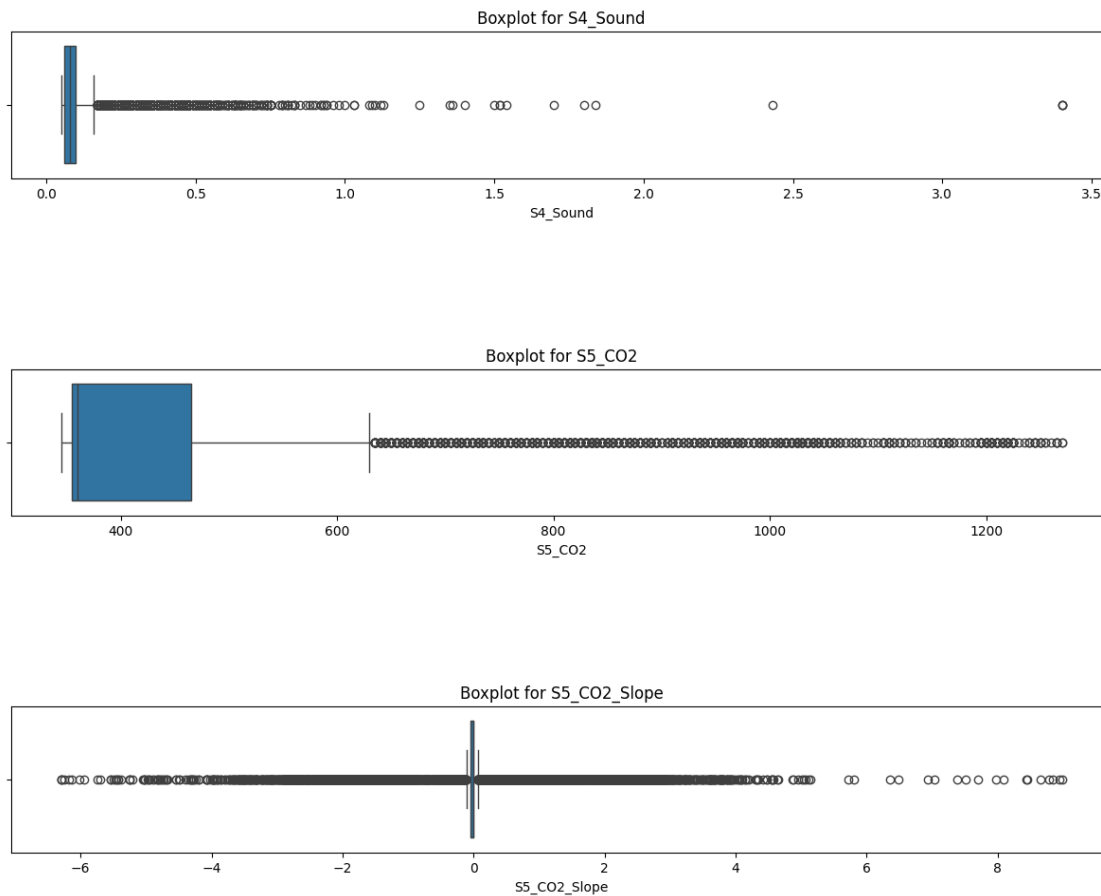 Boxplot for S4_Sound
0.0 0.5 1.0 1.5 2.0 2.5 3.0 3.5
S4_Sound
Boxplot for S5_CO2
400 600 800 1000 1200
S5_CO2
Boxplot for S5_CO2_Slope
−6 −4 −2 0 2 4 6 8
S5_CO2_Slope